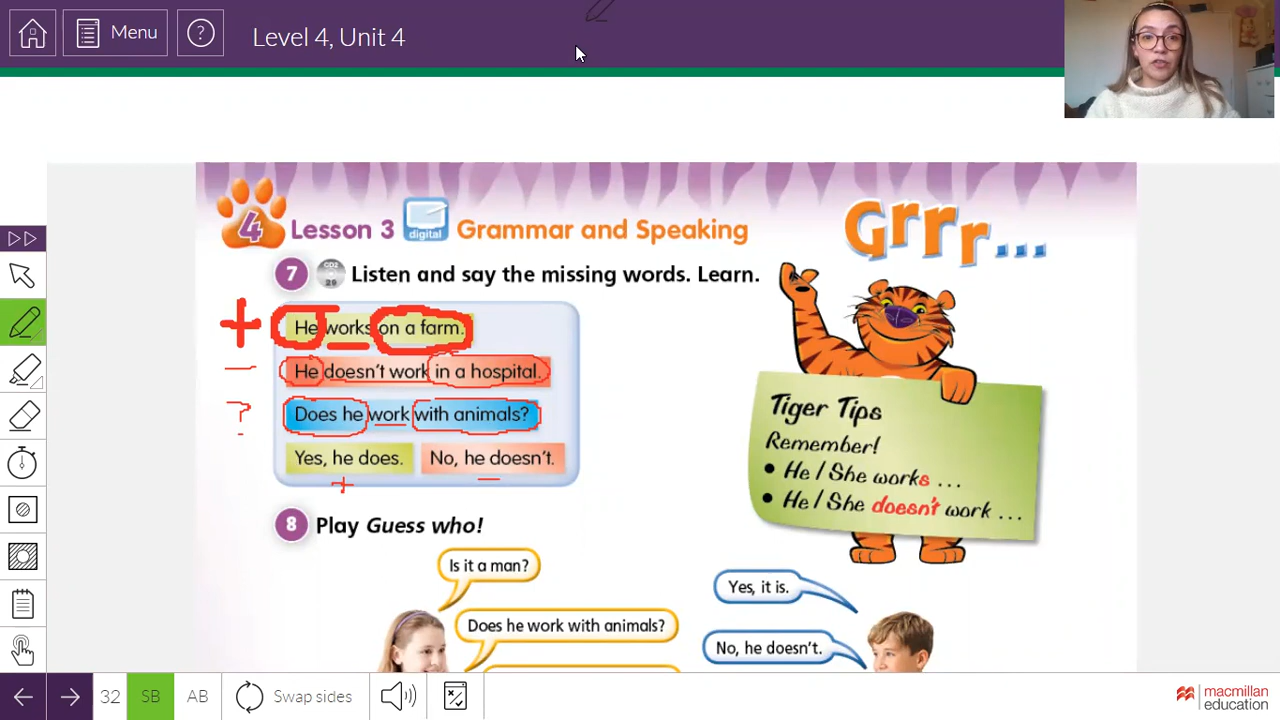 Menu
?
Level 4, Unit 4
4
Lesson 3
digital
Grammar and Speaking
Grrr...
7
CD2
29
Listen and say the missing words. Learn.
+
He works on a farm.
−
He doesn't work in a hospital.
?
Does he work with animals?
Yes, he does.
No, he doesn't.
+
−
Tiger Tips
Remember!
• He / She works ...
• He / She doesn't work ...
8
Play Guess who!
Is it a man?
Yes, it is.
Does he work with animals?
No, he doesn't.
32
SB
AB
Swap sides
macmillan
education